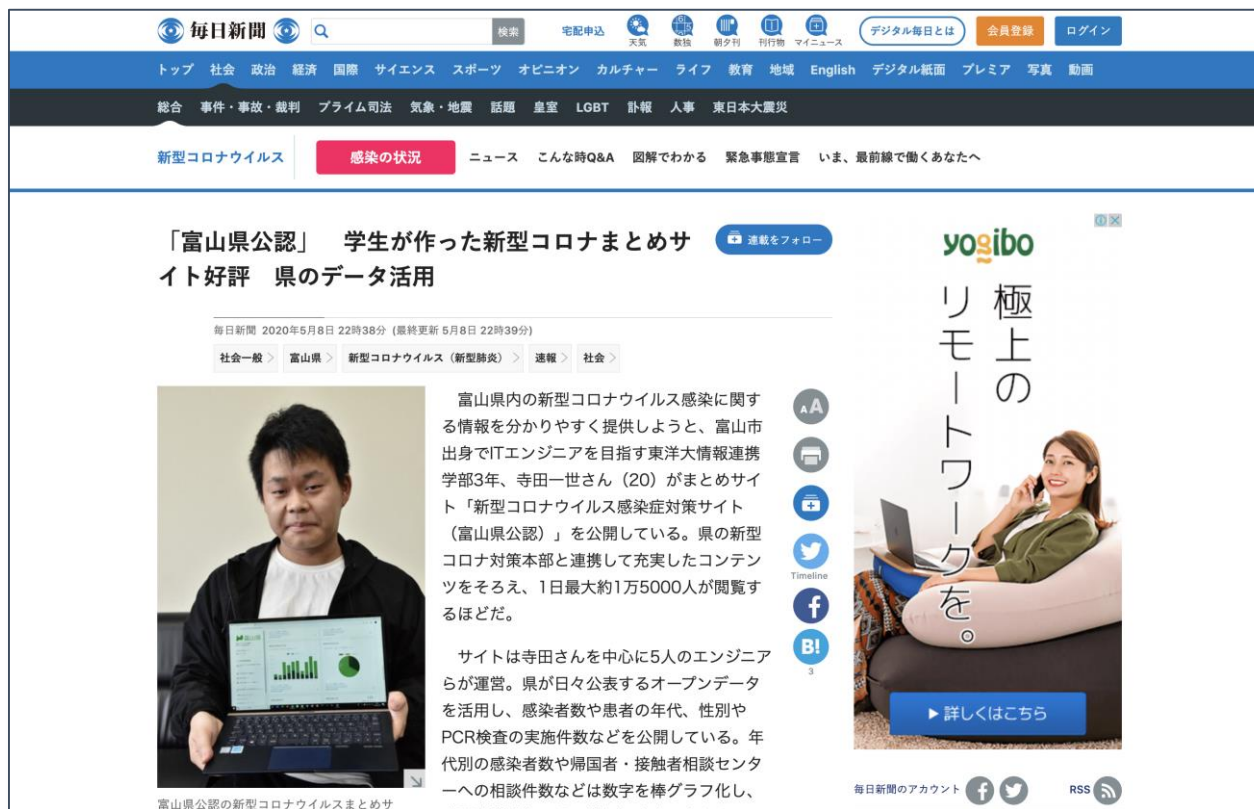 毎日新聞
検索
宅配申込
天気
数独
朝夕刊
刊行物
マイニュース
デジタル毎日とは
会員登録
ログイン
トップ 社会 政治 経済 国際 サイエンス スポーツ オピニオン カルチャー ライフ 教育 地域 English デジタル紙面 プレミア 写真 動画
総合 事件・事故・裁判 プライム司法 気象・地震 話題 皇室 LGBT 訃報 人事 東日本大震災
新型コロナウイルス 感染の状況 ニュース こんな時Q&A 図解でわかる 緊急事態宣言 いま、最前線で働くあなたへ
「富山県公認」 学生が作った新型コロナまとめサ
イト好評 県のデータ活用
連載をフォロー
毎日新聞 2020年5月8日 22時38分 (最終更新 5月8日 22時39分)
社会一般 > 富山県 > 新型コロナウイルス（新型肺炎） > 速報 > 社会 >
富山県内の新型コロナウイルス感染に関す
る情報を分かりやすく提供しようと、富山市
出身でITエンジニアを目指す東洋大情報連携
学部3年、寺田一世さん（20）がまとめサイ
ト「新型コロナウイルス感染症対策サイト
（富山県公認）」を公開している。県の新型
コロナ対策本部と連携して充実したコンテン
ツをそろえ、1日最大約1万5000人が閲覧す
るほどだ。
サイトは寺田さんを中心に5人のエンジニア
らが運営。県が日々公表するオープンデータ
を活用し、感染者数や患者の年代、性別や
PCR検査の実施件数などを公開している。年
代別の感染者数や帰国者・接触者相談センタ
ーへの相談件数などは数字を棒グラフ化し、
富山県公認の新型コロナウイルスまとめサ
AA
Timeline
f
B!
3
yogibo
極上の
リモートワークを。
▶詳しくはこちら
毎日新聞のアカウント
RSS